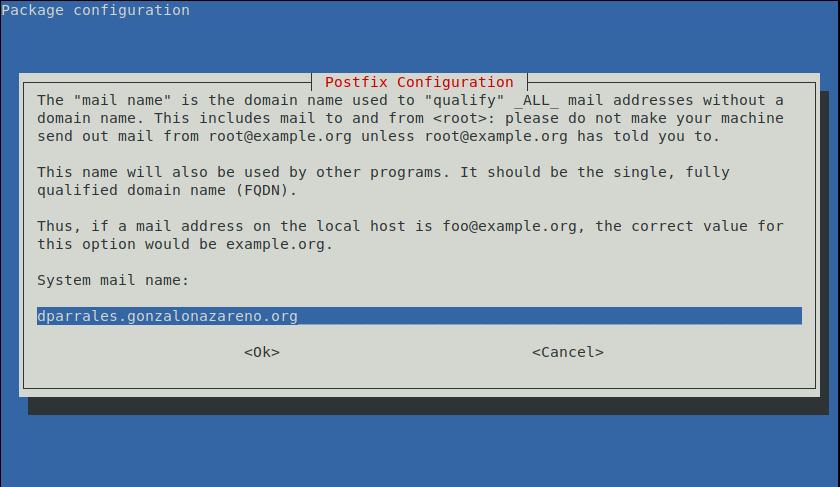 Package configuration
Postfix Configuration
The "mail name" is the domain name used to "qualify" _ALL_ mail addresses without a
domain name. This includes mail to and from <root>: please do not make your machine
send out mail from root@example.org unless root@example.org has told you to.
This name will also be used by other programs. It should be the single, fully
qualified domain name (FQDN).
Thus, if a mail address on the local host is foo@example.org, the correct value for
this option would be example.org.
System mail name:
dparrales.gonzalonazareno.org
<Ok> <Cancel>